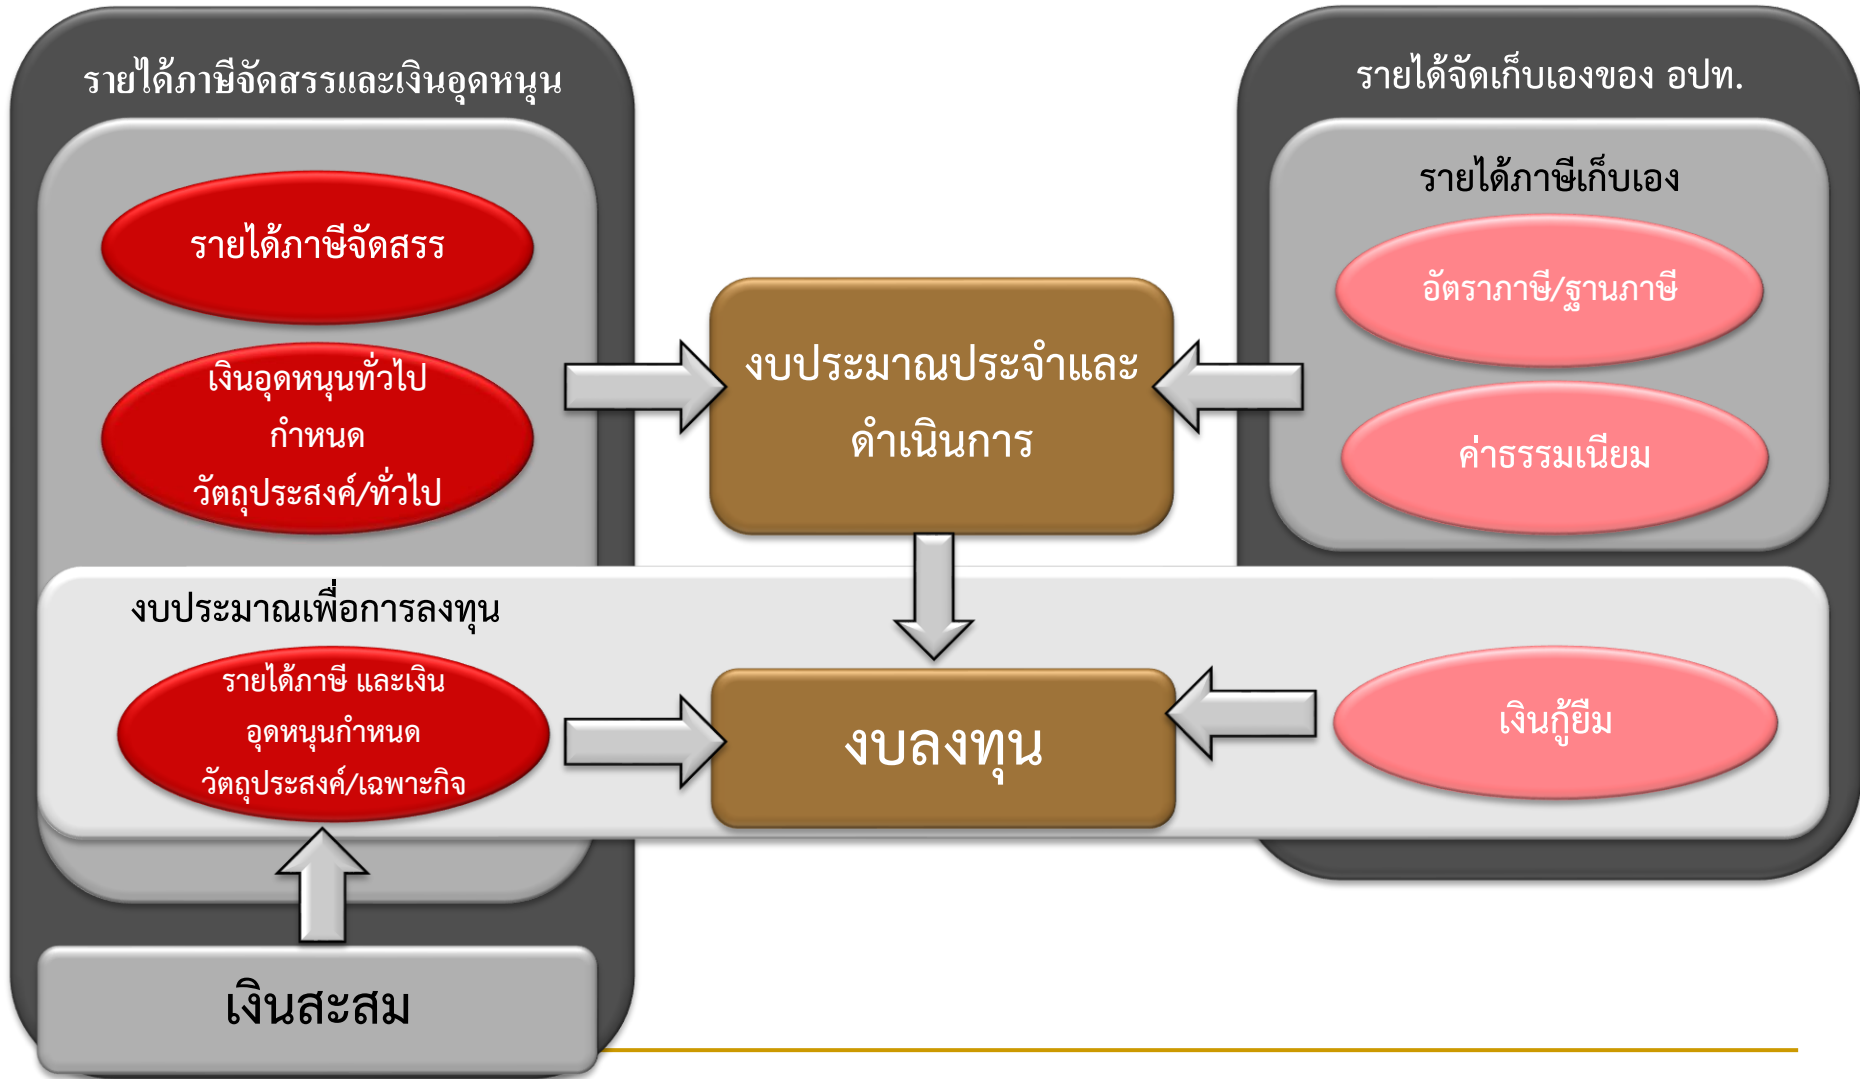 รายได้ภาษีจัดสรรและเงินอุดหนุน
รายได้ภาษีจัดสรร
เงินอุดหนุนทั่วไป
กำหนด
วัตถุประสงค์/ทั่วไป
งบประมาณประจำและ
ดำเนินการ
รายได้จัดเก็บเองของ อปท.
รายได้ภาษีเก็บเอง
อัตราภาษี/ฐานภาษี
ค่าธรรมเนียม
งบประมาณเพื่อการลงทุน
รายได้ภาษี และเงิน
อุดหนุนกำหนด
วัตถุประสงค์/เฉพาะกิจ
งบลงทุน
เงินกู้ยืม
เงินสะสม